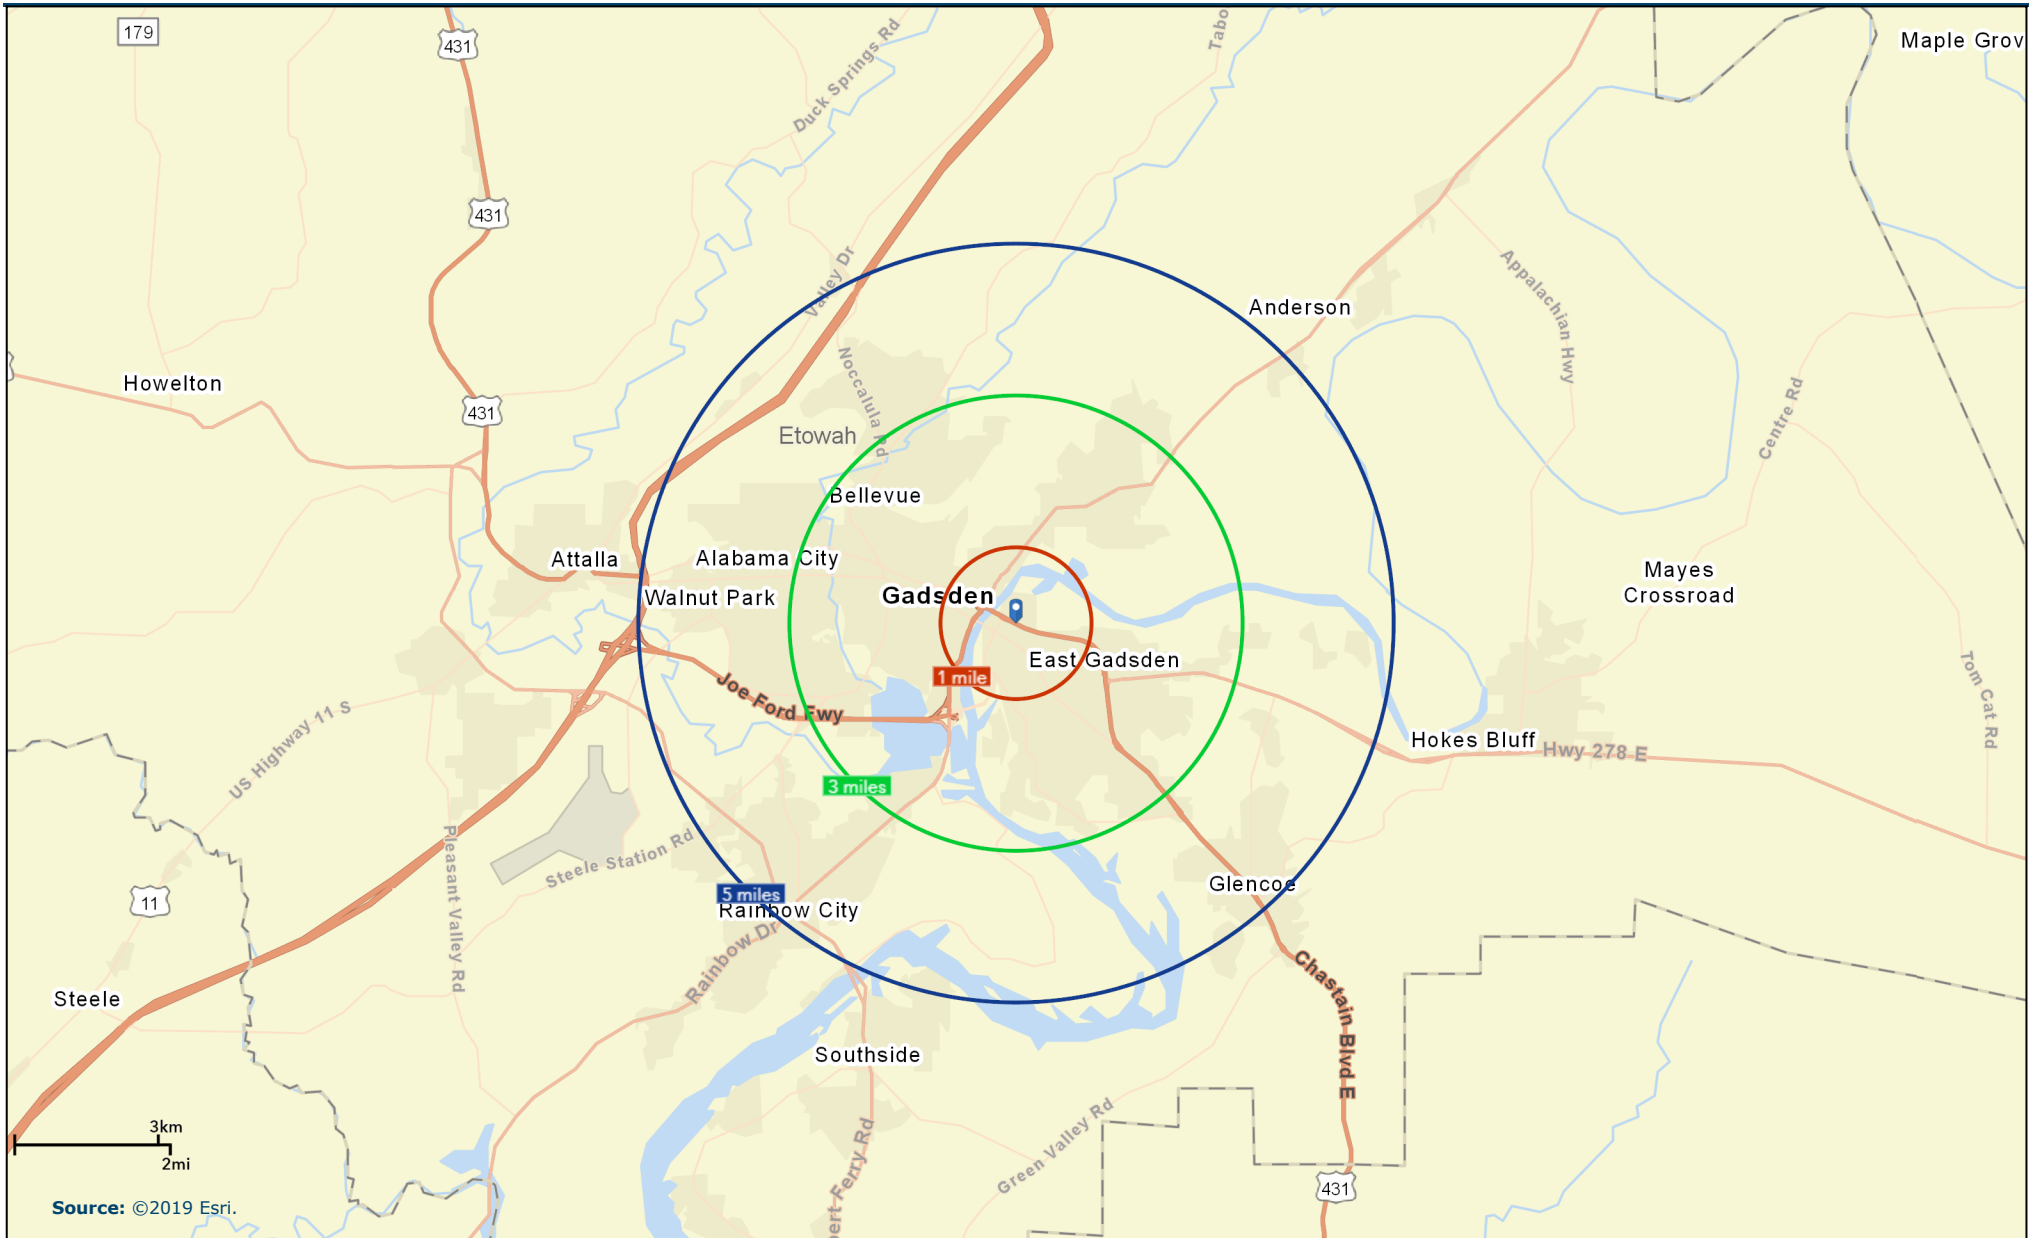 179
431
Duck Springs Rd
Tabo
Maple Grov
431
Valley Dr
Appalachian Hwy
Anderson
Howelton
431
Noccalula Rd
Centre Rd
Etowah
Bellevue
Attalla
Alabama City
Mayes
Crossroad
Walnut Park
Gadsden
East Gadsden
1 mile
Tom Cat Rd
US Highway 11 S
Joe Ford Fwy
Hokes Bluff
Hwy 278 E
3 miles
Pleasant Valley Rd
Steele Station Rd
Glencoe
11
5 miles
Rainbow City
Rainbow Dr
Chastain Blvd E
Steele
Southside
Green Valley Rd
pert Ferry Rd
3km
2mi
431
Source: ©2019 Esri.